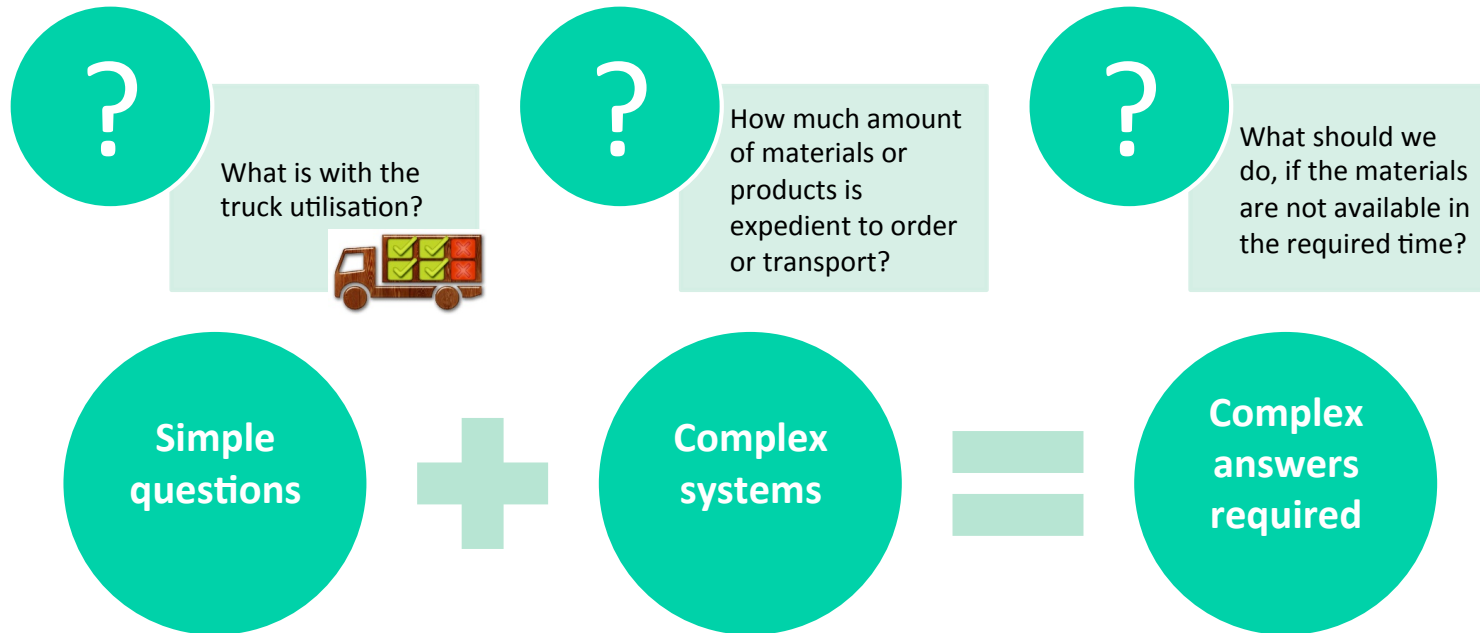 ?
What is with the
truck utilisation?
?
How much amount
of materials or
products is
expedient to order
or transport?
?
What should we
do, if the materials
are not available in
the required time?
Simple
questions
Complex
systems
Complex
answers
required